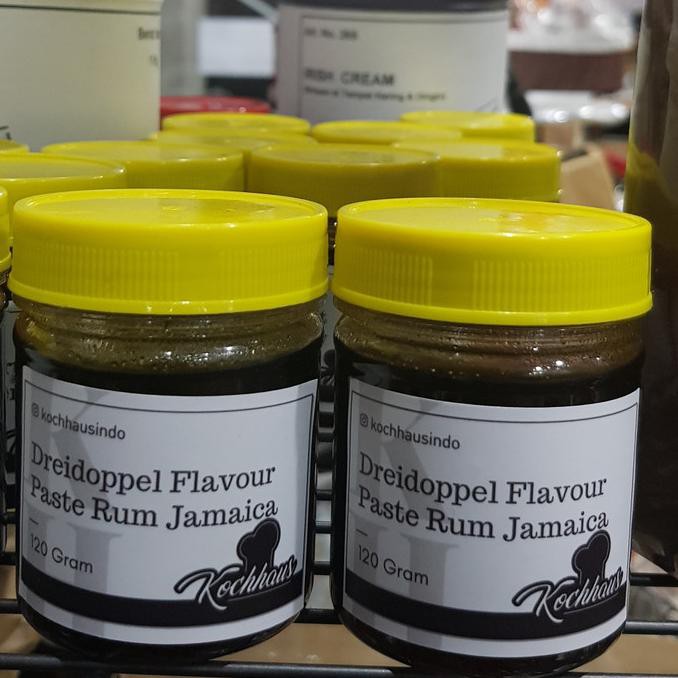 IRISH CREAM
kochhausindo
Dreidoppel Flavour
Paste Rum Jamaica
120 Gram
Kochhaus
kochhausindo
Dreidoppel Flavour
Paste Rum Jamaica
120 Gram
Kochhaus